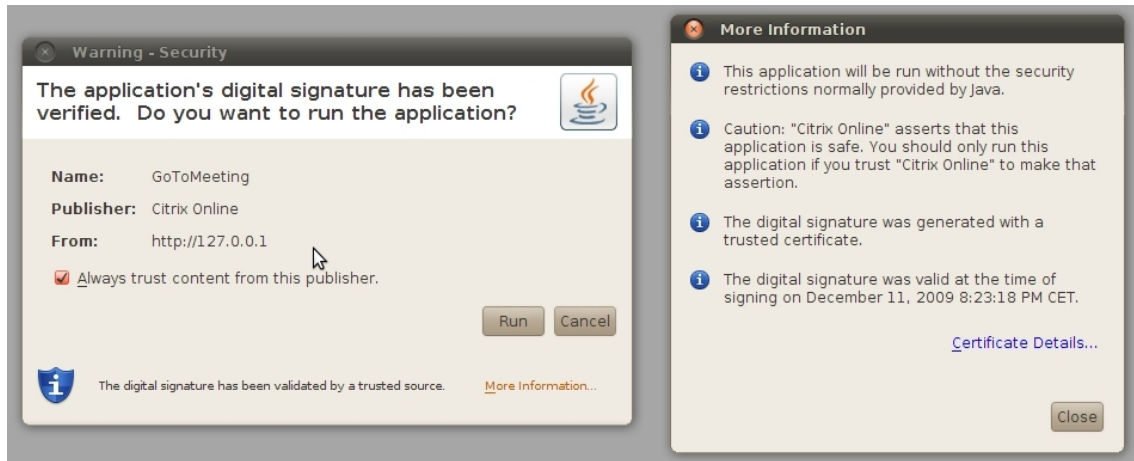 Warning - Security
The application's digital signature has been
verified. Do you want to run the application?
Name: GoToMeeting
Publisher: Citrix Online
From: http://127.0.0.1
Always trust content from this publisher.
Run Cancel
The digital signature has been validated by a trusted source. More Information...
More Information
This application will be run without the security
restrictions normally provided by Java.
Caution: "Citrix Online" asserts that this
application is safe. You should only run this
application if you trust "Citrix Online" to make that
assertion.
The digital signature was generated with a
trusted certificate.
The digital signature was valid at the time of
signing on December 11, 2009 8:23:18 PM CET.
Certificate Details...
Close